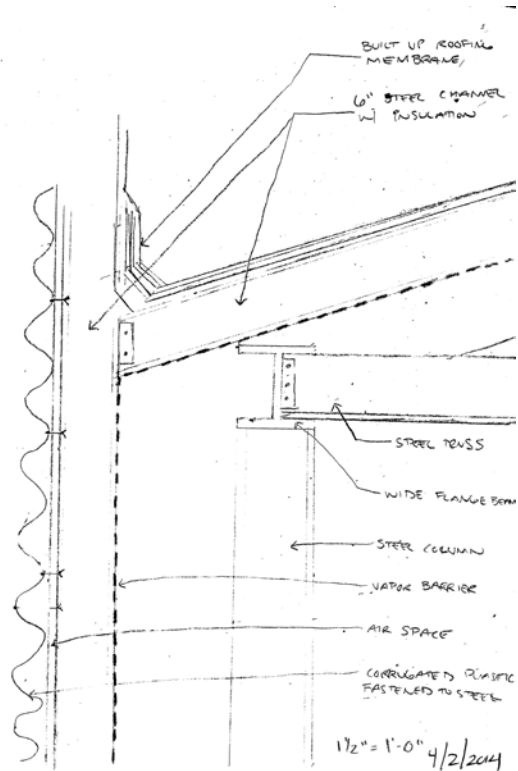 BUILT UP ROOFING
MEMBRANE
6" STEEL CHANNEL
W/ INSULATION
STEEL TRUSS
WIDE FLANGE BEAM
STEEL COLUMN
VAPOR BARRIER
AIR SPACE
CORRUGATED PLASTIC
FASTENED TO STEEL
1½" = 1'-0" 4/2/2014